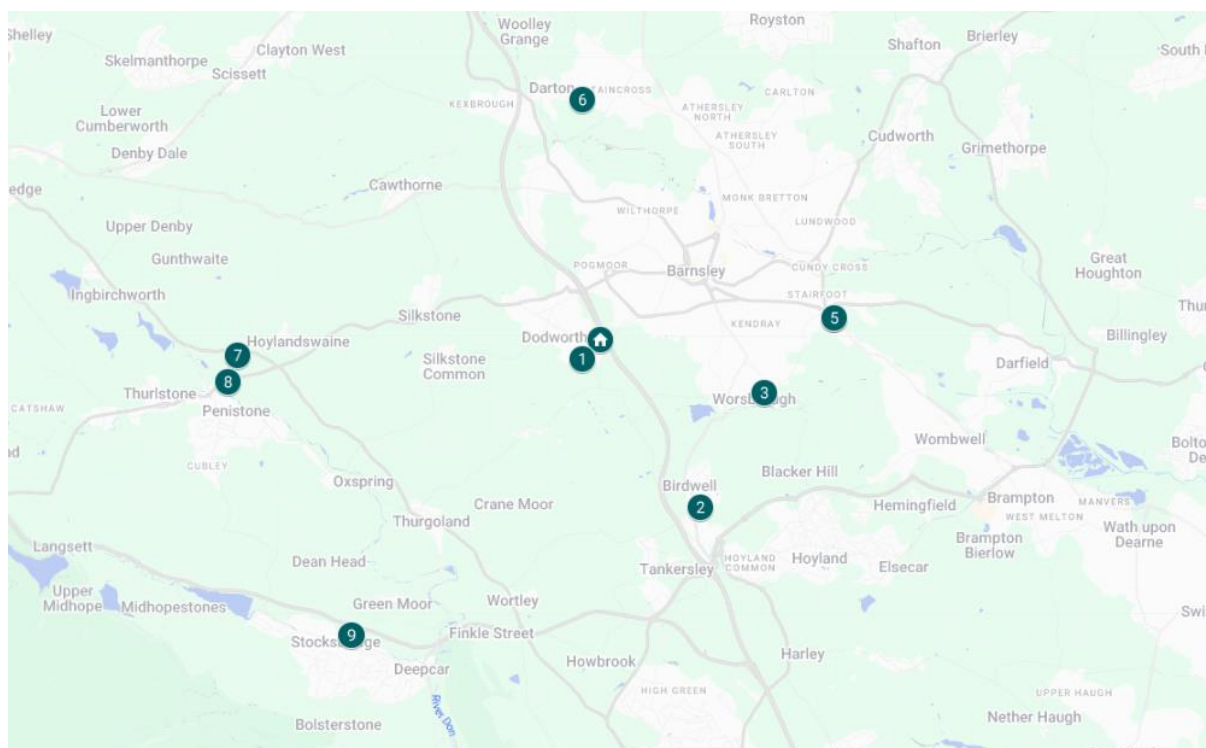 Shelley
Woolley
Grange
Royston
Brierley
Shafton
South
Clayton West
Skelmanthorpe
Scissett
Darton
6
TAINCROSS
KEXBROUGH
CARLTON
ATHERSLEY
NORTH
Lower
Cumberworth
ATHERSLEY
SOUTH
Cudworth
Grimethorpe
Denby Dale
edge
Cawthorne
MONK BRETTON
WILTHORPE
LUNDWOOD
Upper Denby
Gunthwaite
POGMOOR
Barnsley
CUNDY CROSS
Great
Houghton
Ingbirchworth
STAIRFOOT
Silkstone
5
KENDRAY
Dodworth
Billingley
Hoylandswaine
7
1
Silkstone
Common
Darfield
8
Thurlstone
3
Worsb
ugh
CATSHAW
Penistone
Wombwell
CUBLEY
Blacker Hill
Oxspring
Birdwell
2
Crane Moor
Hemingfield
Brampton
MANVERS
WEST MELTON
Thurgoland
Wath upon
Dearne
Langsett
Brampton
Bierlow
Dean Head
HOYLAND
COMMON
Hoyland
Elsecar
Tankersley
Upper
Midhope
Midhopestones
Green Moor
Wortley
9
Stocksb
ge
Finkle Street
Howbrook
Harley
Deepcar
HIGH GREEN
UPPER HAUGH
River Don
Nether Haugh
Bolsterstone